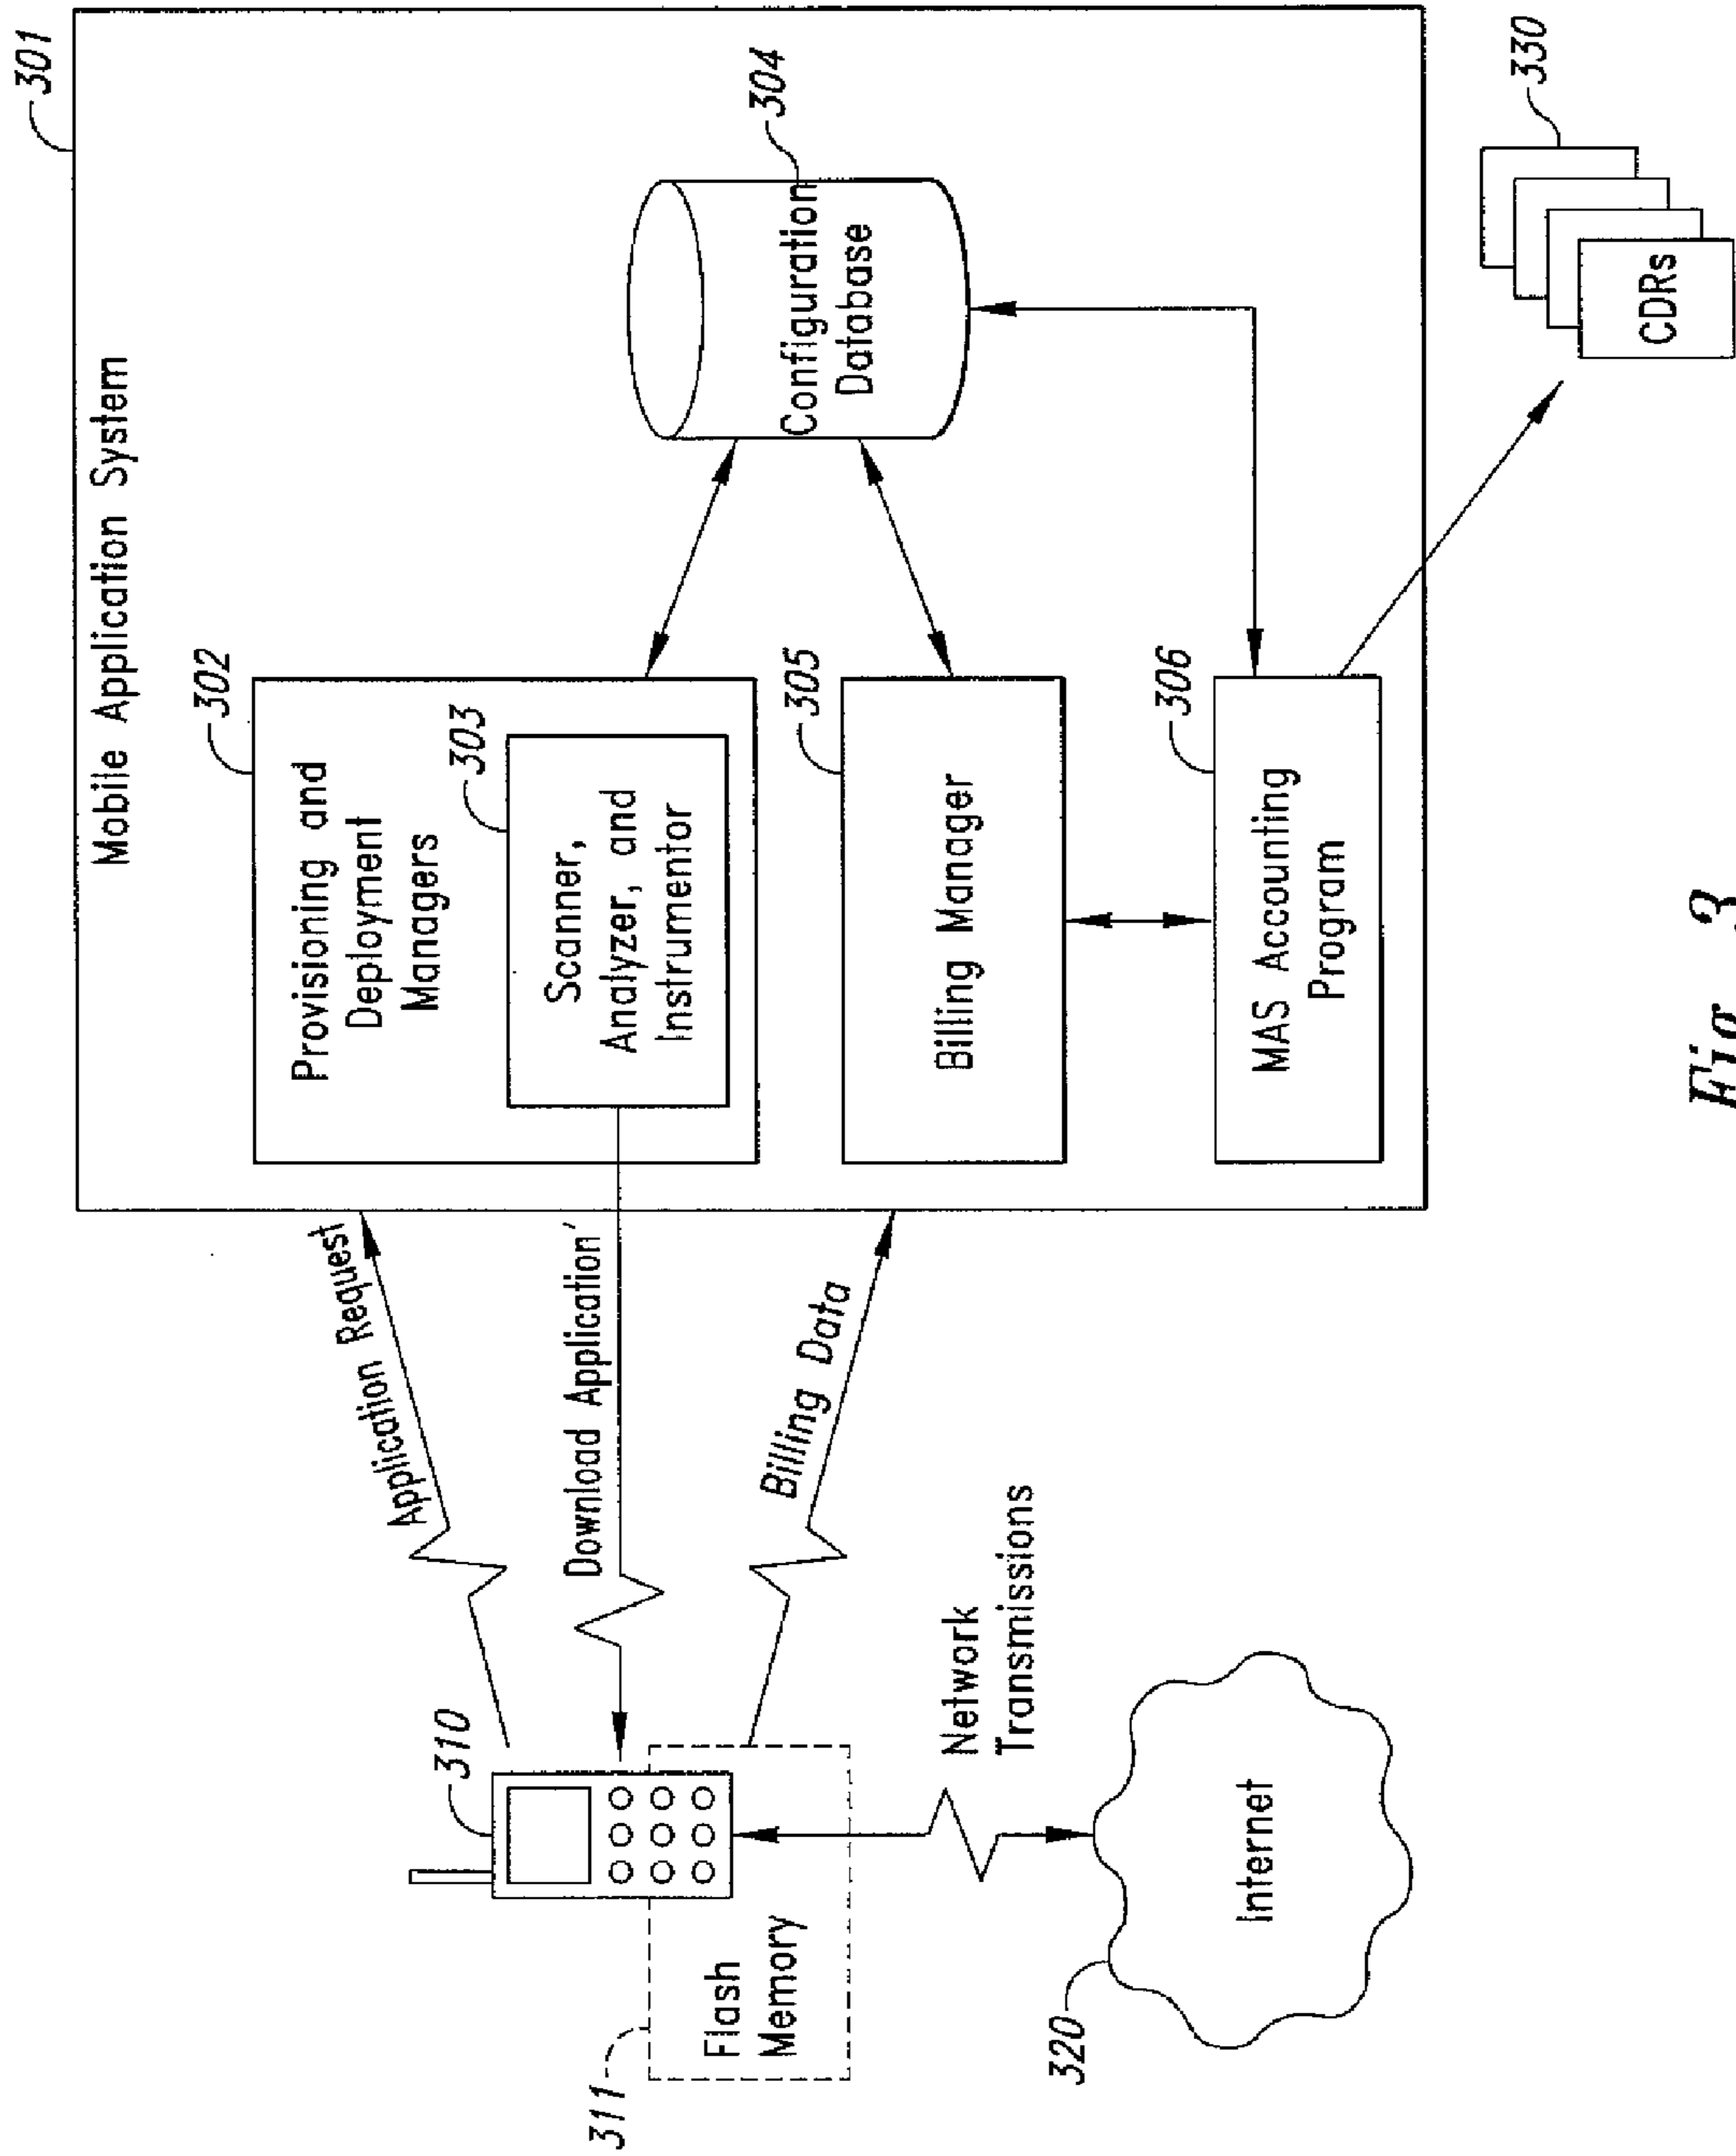 301
Mobile Application System
302
Provisioning and
Deployment
Managers
303
Scanner,
Analyzer, and
Instrumentor
304
Configuration
Database
305
Billing Manager
306
MAS Accounting
Program
330
CDRs
Application Request
Download Application'
Billing Data
310
311
Flash
Memory
Network
Transmissions
320
Internet
Fig. 3